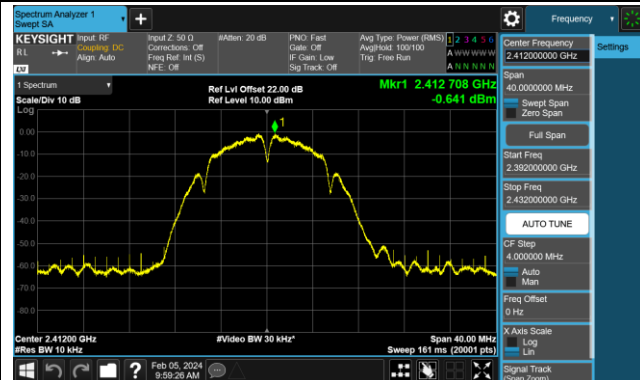 Spectrum Analyzer 1
Swept SA
Frequency
KEYSIGHT
RL
LXI
Input: RF
Coupling: DC
Align: Auto
Input Z: 50 Ω
Corrections: Off
Freq Ref: Int (S)
NFE: Off
#Atten: 20 dB
PNO: Fast
Gate: Off
IF Gain: Low
Sig Track: Off
Avg Type: Power (RMS)
Avg|Hold: 100/100
Trig: Free Run
1 2 3 4 5 6
A W W W W W
A N N N N N
Center Frequency
2.412000000 GHz
Settings
Span
40.0000000 MHz
Swept Span
Zero Span
Full Span
Start Freq
2.392000000 GHz
Stop Freq
2.432000000 GHz
AUTO TUNE
CF Step
4.000000 MHz
Auto
Man
Freq Offset
0 Hz
X Axis Scale
Log
Lin
Signal Track
(Span Zoom)
1 Spectrum
Scale/Div 10 dB
Log
Ref Lvl Offset 22.00 dB
Ref Level 10.00 dBm
Mkr1 2.412 708 GHz
-0.641 dBm
1
0.00
-10.0
-20.0
-30.0
-40.0
-50.0
-60.0
-70.0
-80.0
Center 2.41200 GHz
#Res BW 10 kHz
#Video BW 30 kHz*
Span 40.00 MHz
Sweep 161 ms (20001 pts)
?
Feb 05, 2024
9:59:26 AM